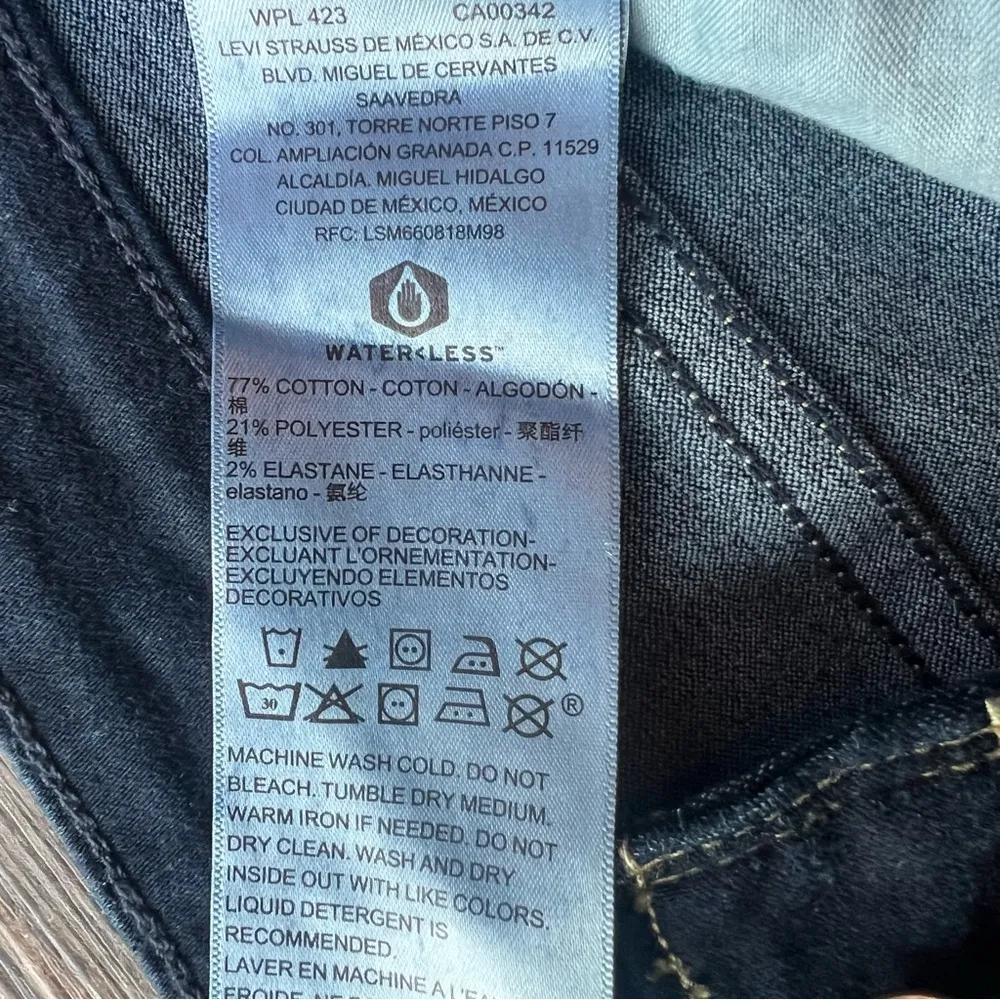 WPL 423 CA00342
LEVI STRAUSS DE MÉXICO S.A. DE C.V.
BLVD. MIGUEL DE CERVANTES
SAAVEDRA
NO. 301, TORRE NORTE PISO 7
COL. AMPLIACIÓN GRANADA C.P. 11529
ALCALDÍA. MIGUEL HIDALGO
CIUDAD DE MÉXICO, MÉXICO
RFC: LSM660818M98
WATER<LESS™
77% COTTON - COTON - ALGODÓN -
棉
21% POLYESTER - poliéster - 聚酯纤
维
2% ELASTANE - ELASTHANNE -
elastano - 氨纶
EXCLUSIVE OF DECORATION-
EXCLUANT L'ORNEMENTATION-
EXCLUYENDO ELEMENTOS
DECORATIVOS
30 ®
MACHINE WASH COLD. DO NOT
BLEACH. TUMBLE DRY MEDIUM.
WARM IRON IF NEEDED. DO NOT
DRY CLEAN. WASH AND DRY
INSIDE OUT WITH LIKE COLORS.
LIQUID DETERGENT IS
RECOMMENDED.
LAVER EN MACHINE A L'EA
FROIDE. NE